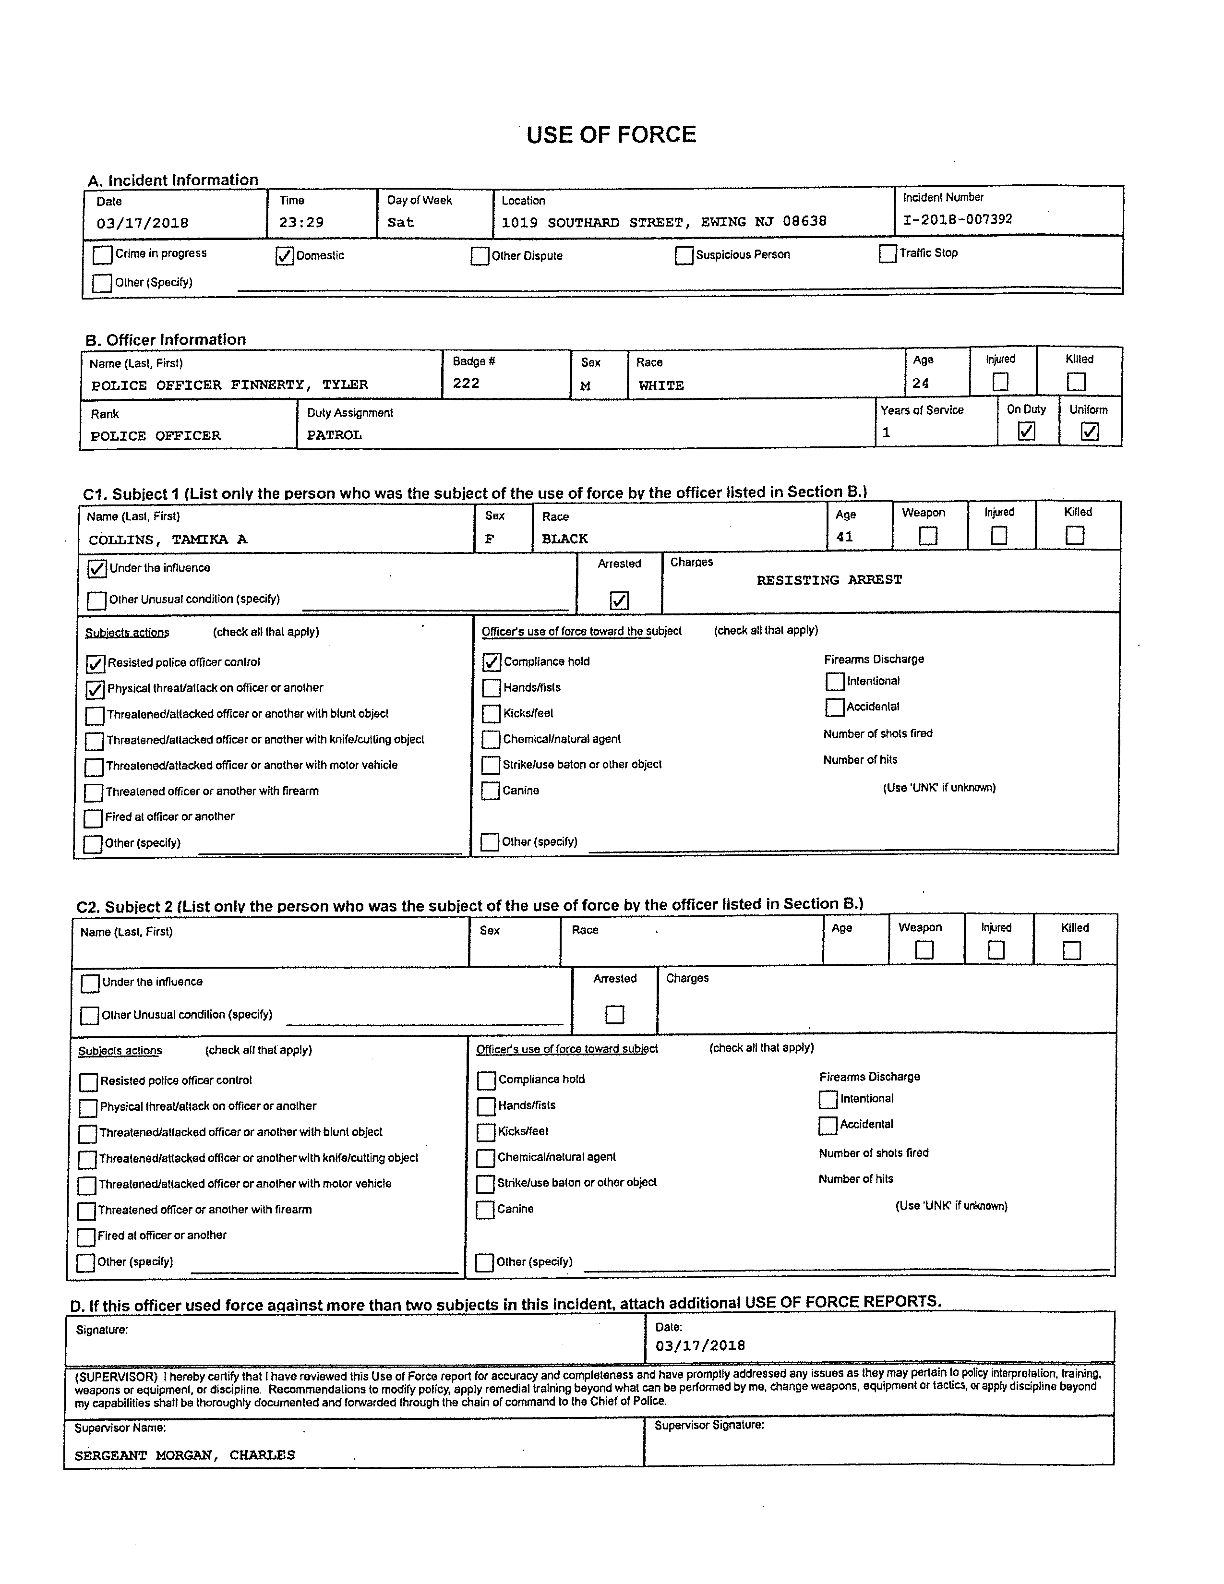 USE OF FORCE
A. Incident Information
Date Time Day of Week Location Incident Number
03/17/2018 23:29 Sat 1019 SOUTHARD STREET, EWING NJ 08638 I-2018-007392
Crime in progress Domestic Other Dispute Suspicious Person Traffic Stop
Other (Specify)
B. Officer Information
Name (Last, First) Badge # Sex Race Age Injured Killed
POLICE OFFICER FINNERTY, TYLER 222 M WHITE 24
Rank Duty Assignment Years of Service On Duty Uniform
POLICE OFFICER PATROL 1
C1. Subject 1 (List only the person who was the subject of the use of force by the officer listed in Section B.)
Name (Last, First) Sex Race Age Weapon Injured Killed
COLLINS, TAMIKA A F BLACK 41
Under the influence Arrested Charges
RESISTING ARREST
Other Unusual condition (specify)
Subjects actions (check all that apply) Officer's use of force toward the subject (check all that apply)
Resisted police officer control Compliance hold Firearms Discharge
Physical threat/attack on officer or another Hands/fists Intentional
Threatened/attacked officer or another with blunt object Kicks/feet Accidental
Threatened/attacked officer or another with knife/cutting object Chemical/natural agent Number of shots fired
Threatened/attacked officer or another with motor vehicle Strike/use baton or other object Number of hits
Threatened officer or another with firearm Canine (Use 'UNK' if unknown)
Fired at officer or another
Other (specify) Other (specify)
C2. Subject 2 (List only the person who was the subject of the use of force by the officer listed in Section B.)
Name (Last, First) Sex Race Age Weapon Injured Killed
Under the influence Arrested Charges
Other Unusual condition (specify)
Subjects actions (check all that apply) Officer's use of force toward subject (check all that apply)
Resisted police officer control Compliance hold Firearms Discharge
Physical threat/attack on officer or another Hands/fists Intentional
Threatened/attacked officer or another with blunt object Kicks/feet Accidental
Threatened/attacked officer or another with knife/cutting object Chemical/natural agent Number of shots fired
Threatened/attacked officer or another with motor vehicle Strike/use baton or other object Number of hits
Threatened officer or another with firearm Canine (Use 'UNK' if unknown)
Fired at officer or another
Other (specify) Other (specify)
D. If this officer used force against more than two subjects in this incident, attach additional USE OF FORCE REPORTS.
Signature: Date:
03/17/2018
(SUPERVISOR) I hereby certify that I have reviewed this Use of Force report for accuracy and completeness and have promptly addressed any issues as they may pertain to policy interpretation, training,
weapons or equipment, or discipline. Recommendations to modify policy, apply remedial training beyond what can be performed by me, change weapons, equipment or tactics, or apply discipline beyond
my capabilities shall be thoroughly documented and forwarded through the chain of command to the Chief of Police.
Supervisor Name: Supervisor Signature:
SERGEANT MORGAN, CHARLES